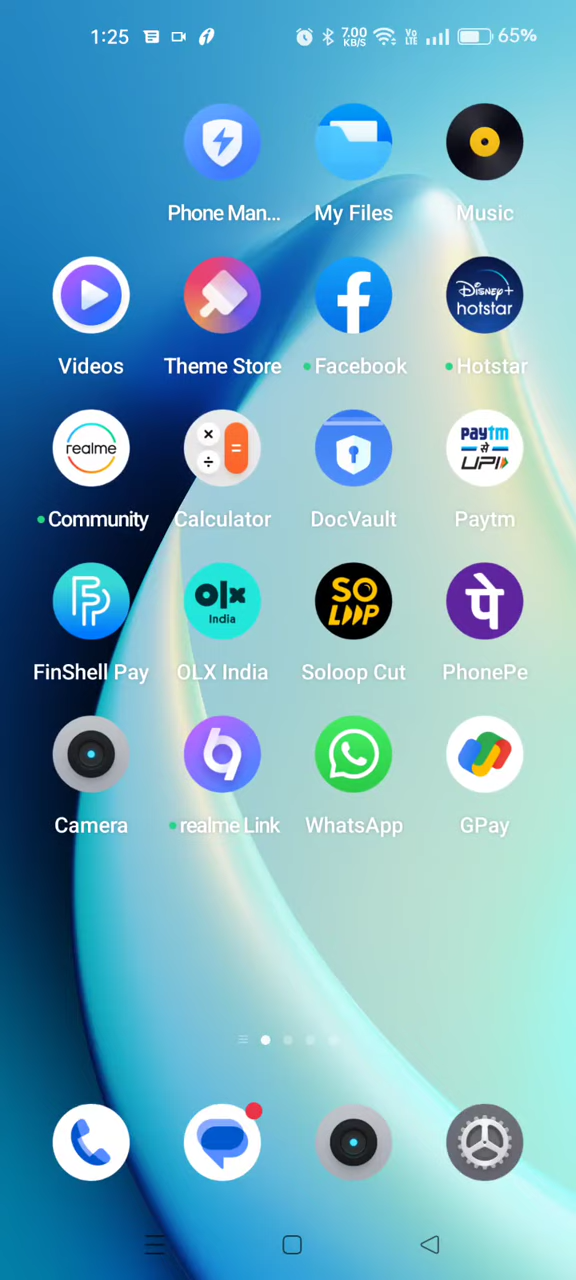 1:25
7.00
KB/S
Vo
LTE
65%
Phone Man...
My Files
Music
Disney+
hotstar
Videos
Theme Store
Facebook
Hotstar
realme
Paytm
से
UPI
Community
Calculator
DocVault
Paytm
olx
India
SO
LOOP
पे
FinShell Pay
OLX India
Soloop Cut
PhonePe
Camera
realme Link
WhatsApp
GPay